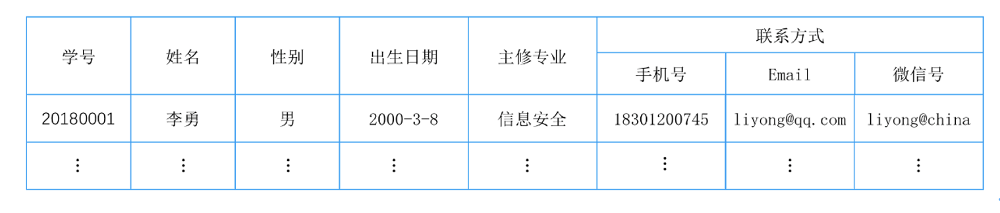 学号 姓名 性别 出生日期 主修专业 联系方式
手机号 Email 微信号
20180001 李勇 男 2000-3-8 信息安全 18301200745 liyong@qq.com liyong@china
⋮ ⋮ ⋮ ⋮ ⋮ ⋮ ⋮ ⋮